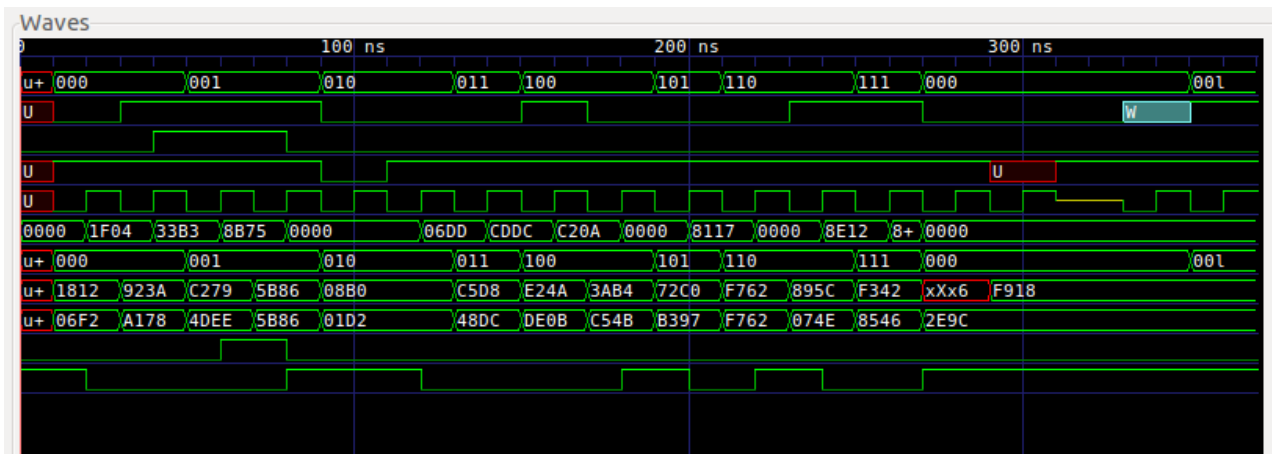 Waves
0 100 ns 200 ns 300 ns
u+ 000 001 010 011 100 101 110 111 000 00l
U W
U U
U
0000 1F04 33B3 8B75 0000 06DD CDDC C20A 0000 8117 0000 8E12 8+ 0000
u+ 000 001 010 011 100 101 110 111 000 00l
u+ 1812 923A C279 5B86 08B0 C5D8 E24A 3AB4 72C0 F762 895C F342 xXx6 F918
u+ 06F2 A178 4DEE 5B86 01D2 48DC DE0B C54B B397 F762 074E 8546 2E9C